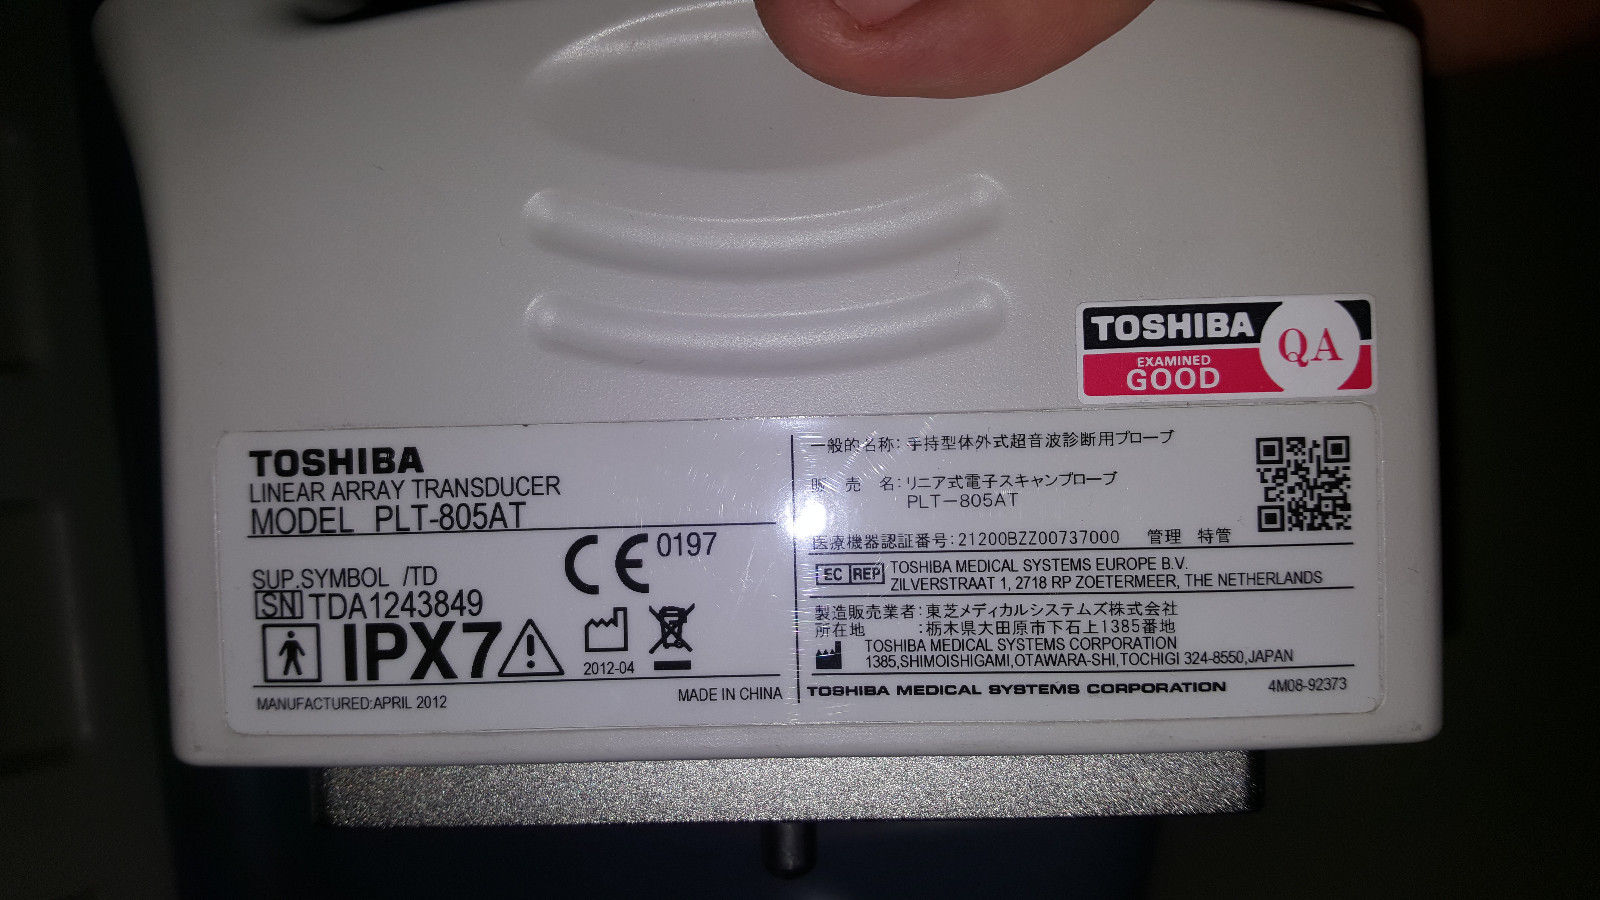 TOSHIBA
EXAMINED
GOOD
QA
TOSHIBA
LINEAR ARRAY TRANSDUCER
MODEL PLT-805AT
CE 0197
SUP.SYMBOL /TD
SN TDA1243849
IPX7
2012-04
MANUFACTURED:APRIL 2012
MADE IN CHINA
一般的名称: 手持型体外式超音波診断用プローブ
販売名: リニア式電子スキャンプローブ
PLT-805AT
医療機器認証番号: 21200BZZ00737000 管理 特管
EC REP TOSHIBA MEDICAL SYSTEMS EUROPE B.V.
ZILVERSTRAAT 1, 2718 RP ZOETERMEER, THE NETHERLANDS
製造販売業者: 東芝メディカルシステムズ株式会社
所在地 :栃木県大田原市下石上1385番地
TOSHIBA MEDICAL SYSTEMS CORPORATION
1385,SHIMOISHIGAMI,OTAWARA-SHI,TOCHIGI 324-8550,JAPAN
TOSHIBA MEDICAL SYSTEMS CORPORATION
4M08-92373